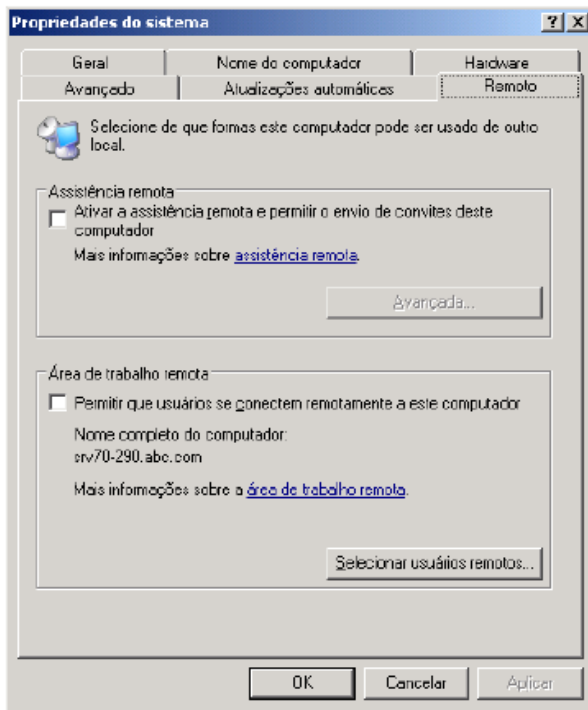 Propriedades do sistema
Geral
Nome do computador
Hardware
Avançado
Atualizações automáticas
Remoto
Selecione de que formas este computador pode ser usado de outro
local.
Assistência remota
Ativar a assistência remota e permitir o envio de convites deste
computador
Mais informações sobre assistência remota.
Avançada...
Área de trabalho remota
Permitir que usuários se conectem remotamente a este computador
Nome completo do computador:
srv70-290.abc.com
Mais informações sobre a área de trabalho remota.
Selecionar usuários remotos...
OK
Cancelar
Aplicar